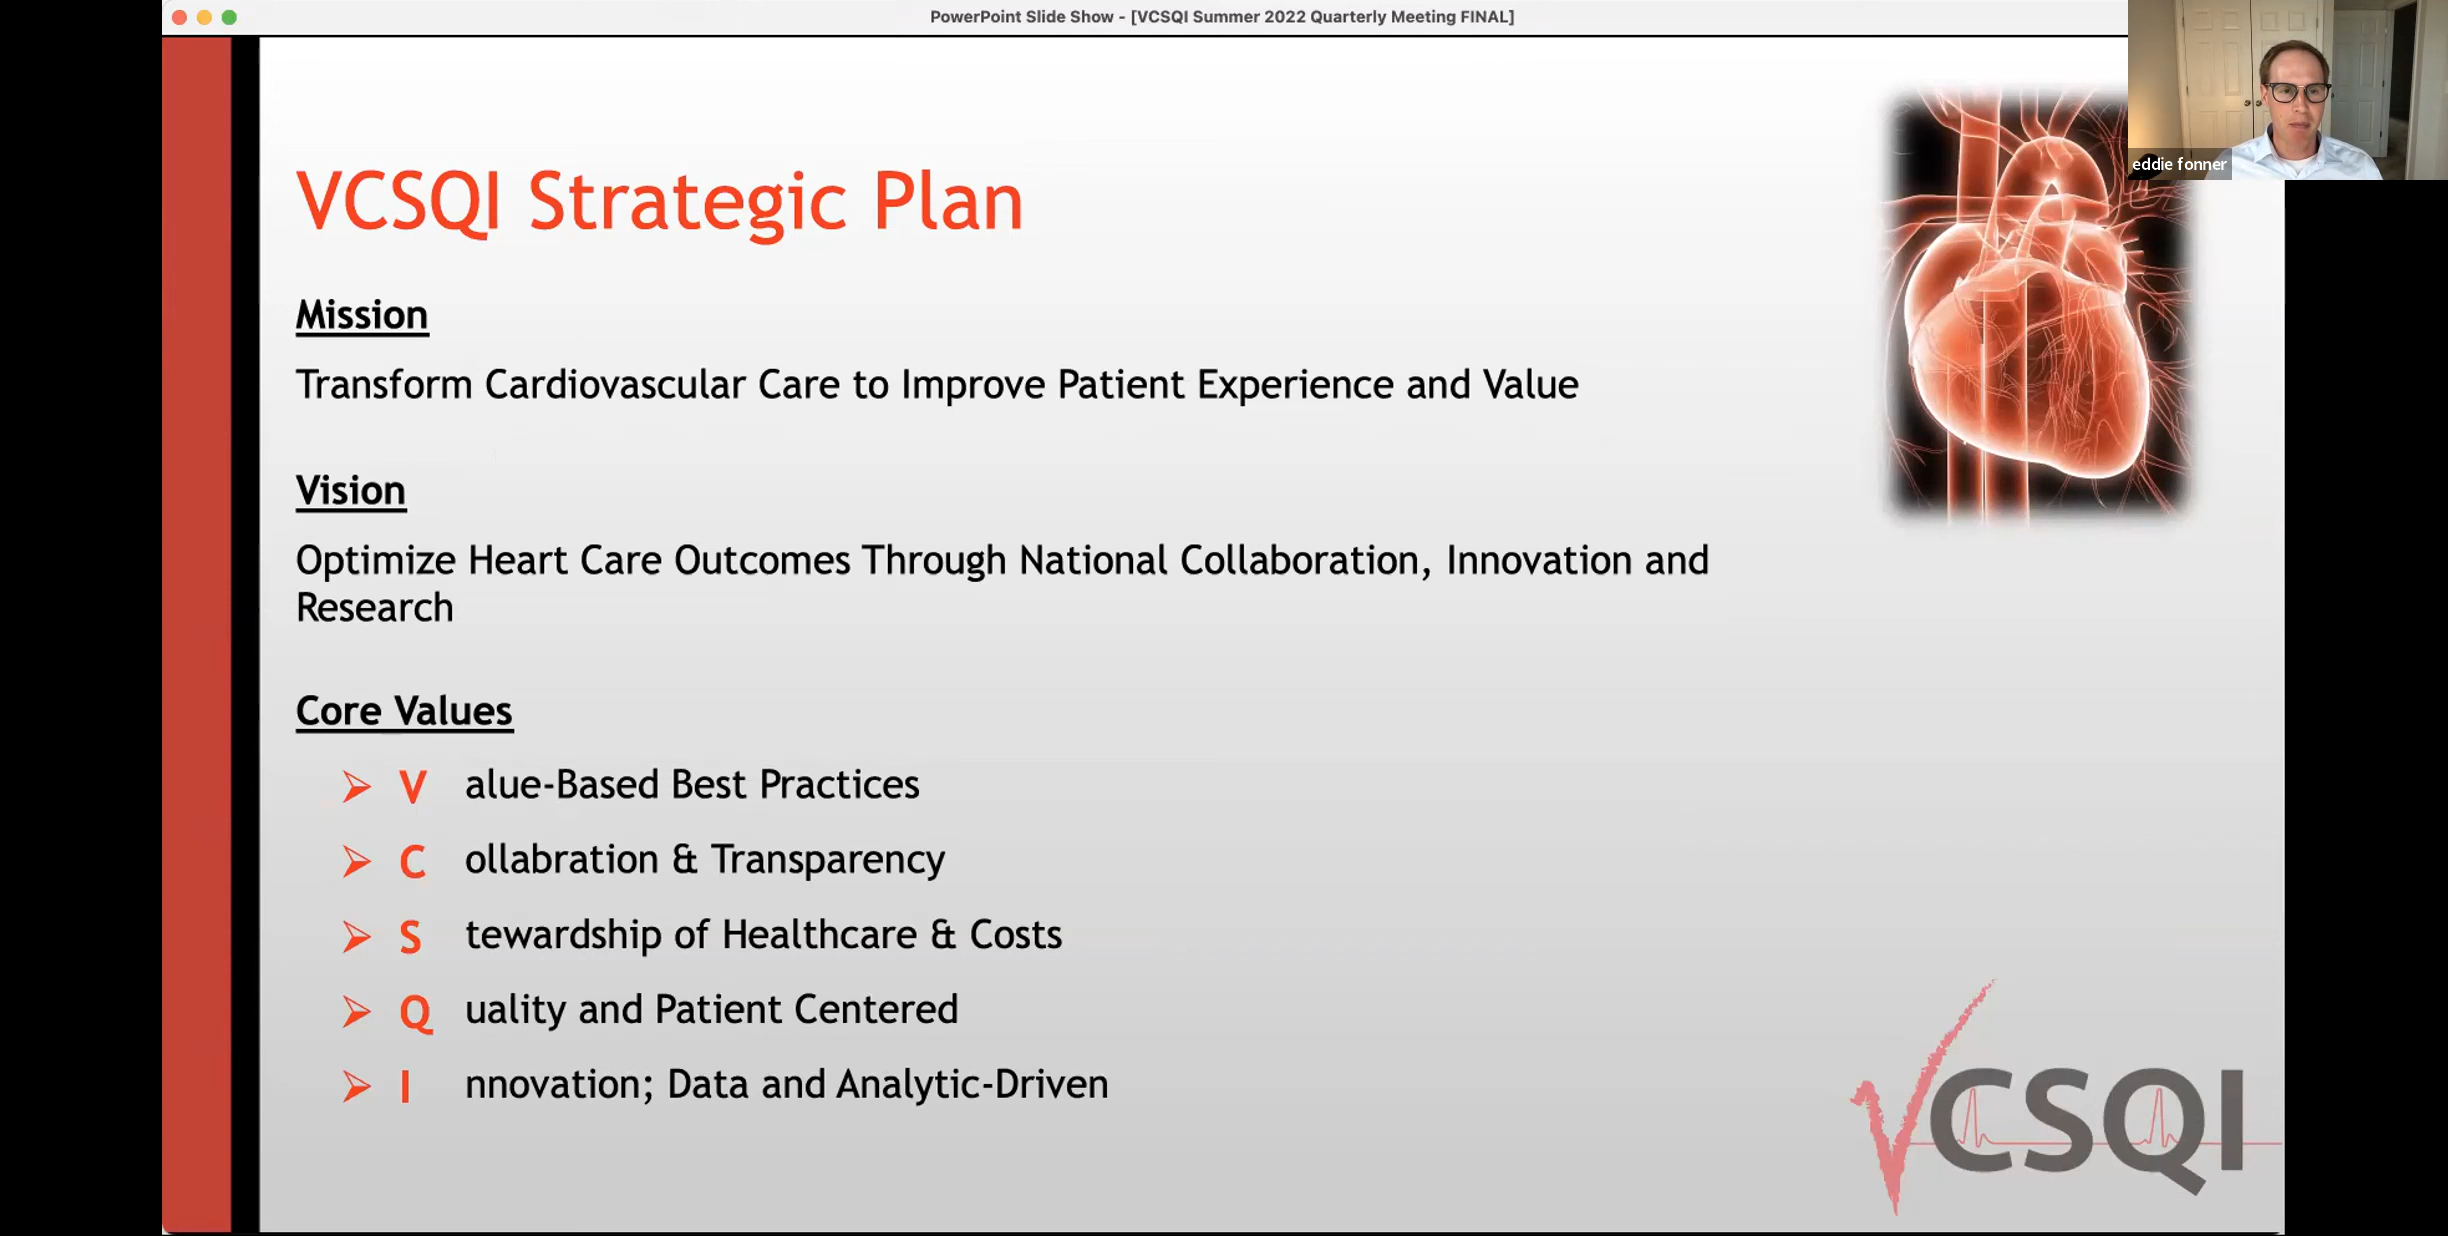 PowerPoint Slide Show - [VCSQI Summer 2022 Quarterly Meeting FINAL]
eddie fonner
VCSQI Strategic Plan
Mission
Transform Cardiovascular Care to Improve Patient Experience and Value
Vision
Optimize Heart Care Outcomes Through National Collaboration, Innovation and
Research
Core Values
V alue-Based Best Practices
C ollabration & Transparency
S tewardship of Healthcare & Costs
Q uality and Patient Centered
I nnovation; Data and Analytic-Driven
VCSQI